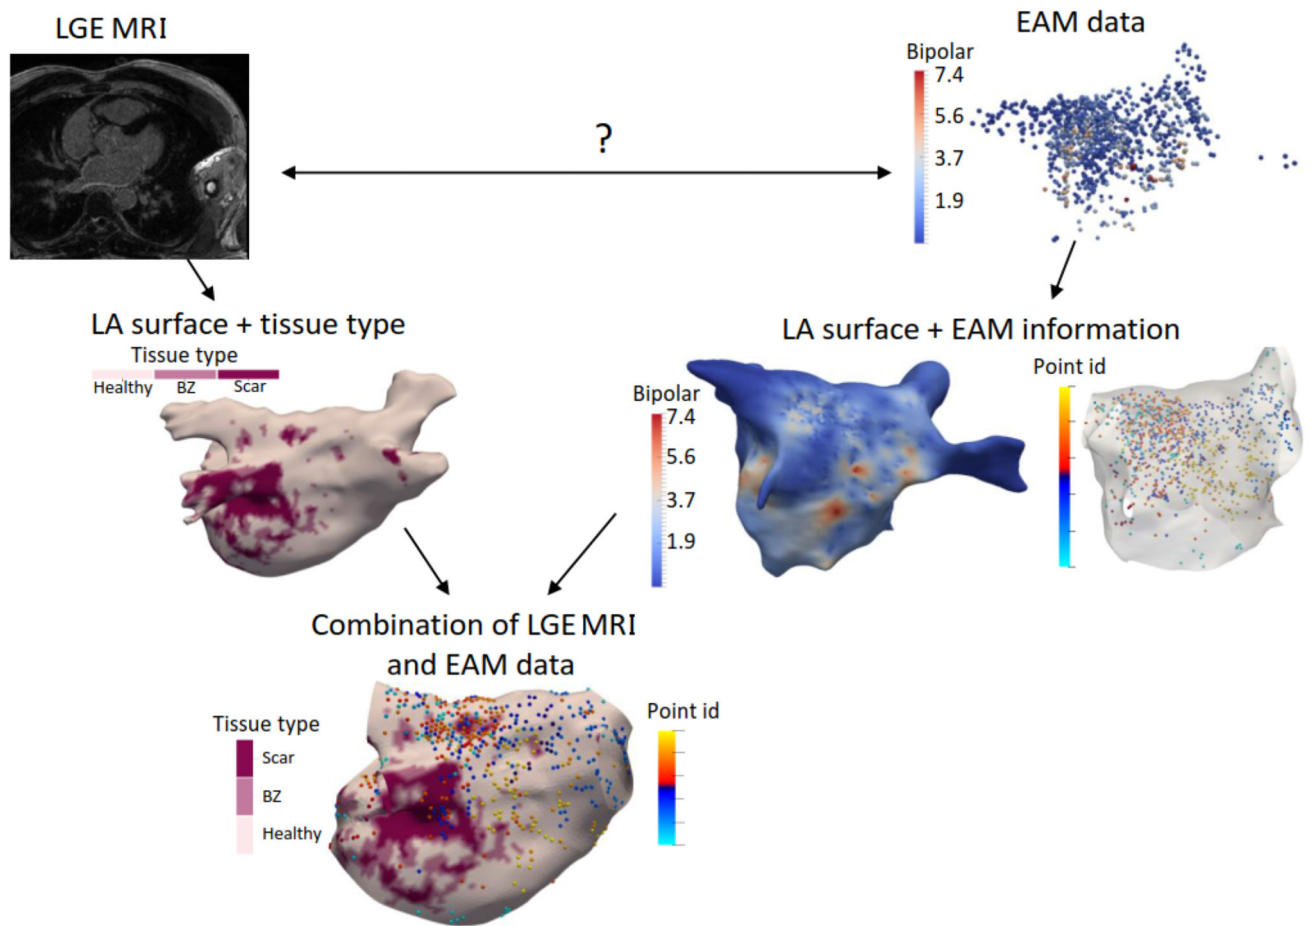 LGE MRI
EAM data
Bipolar
7.4
5.6
3.7
1.9
?
LA surface + tissue type
Tissue type
Healthy BZ Scar
LA surface + EAM information
Bipolar
7.4
5.6
3.7
1.9
Point id
Combination of LGE MRI
and EAM data
Tissue type
Scar
BZ
Healthy
Point id